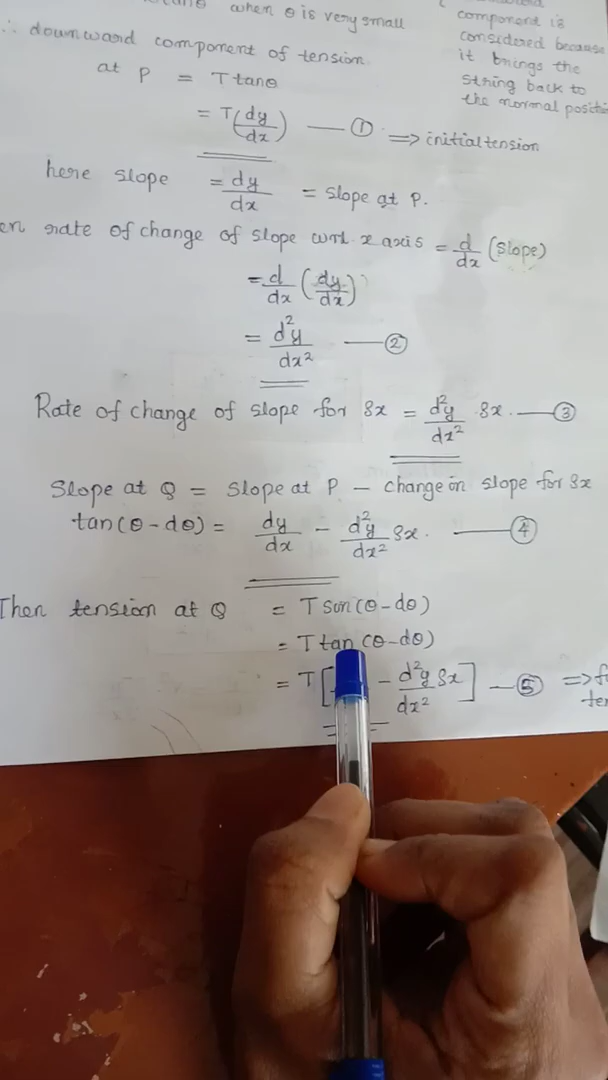 when θ is very small
component is
considered because
it brings the
string back to
the normal position
∴ downward component of tension
at P = T tanθ
= T(dy/dx) —① => initial tension
here slope = dy/dx = slope at P.
rate of change of slope wrt. x axis = d/dx (slope)
= d/dx (dy/dx)
= d²y/dx² —②
Rate of change of slope for δx = d²y/dx² δx. —③
Slope at Q = slope at P – change in slope for δx
tan(θ-dθ) = dy/dx – d²y/dx² δx. —④
Then tension at Q = T sin(θ-dθ)
= T tan(θ-dθ)
= T[ – d²y/dx² δx] —⑤ =>